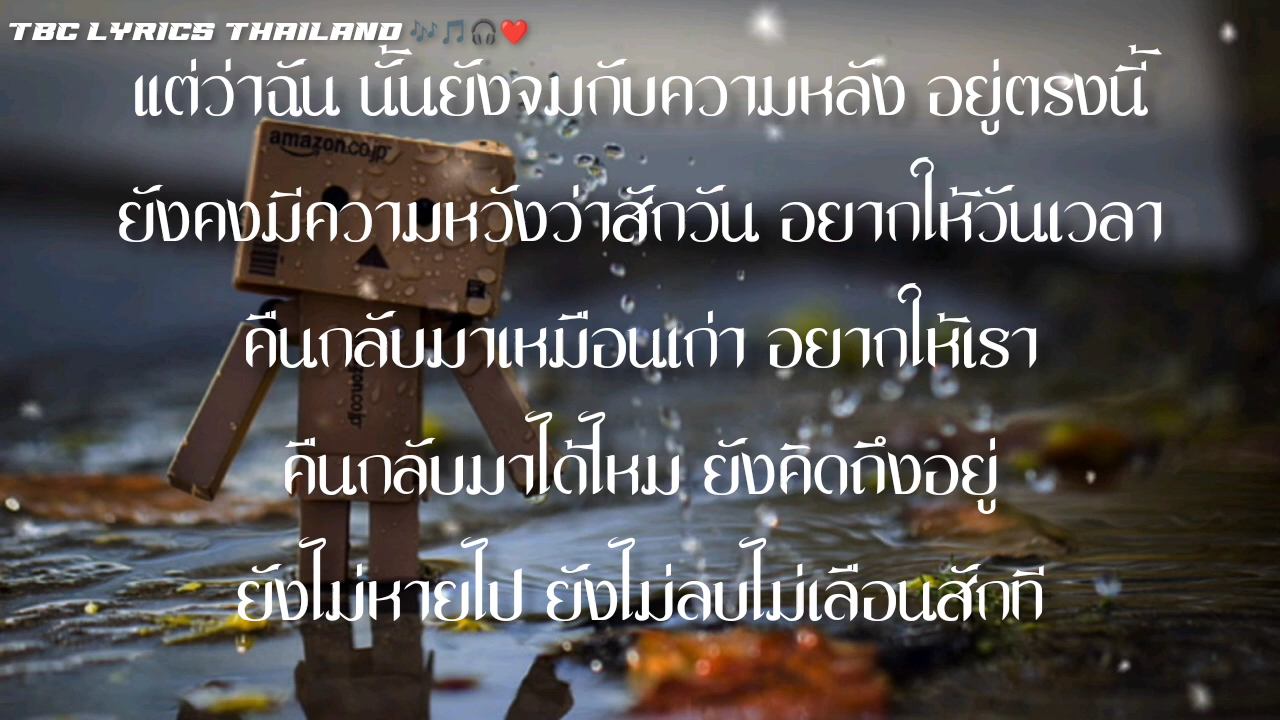 TBC LYRICS THAILAND 🎶🎵🎧❤️
แต่ว่าฉัน นั้นยังจมกับความหลัง อยู่ตรงนี้
amazon.co.jp
ยังคงมีความหวังว่าสักวัน อยากให้วันเวลา
คืนกลับมาเหมือนเก่า อยากให้เรา
คืนกลับมาได้ไหม ยังคิดถึงอยู่
ยังไม่หายไป ยังไม่ลบไม่เลือนสักที